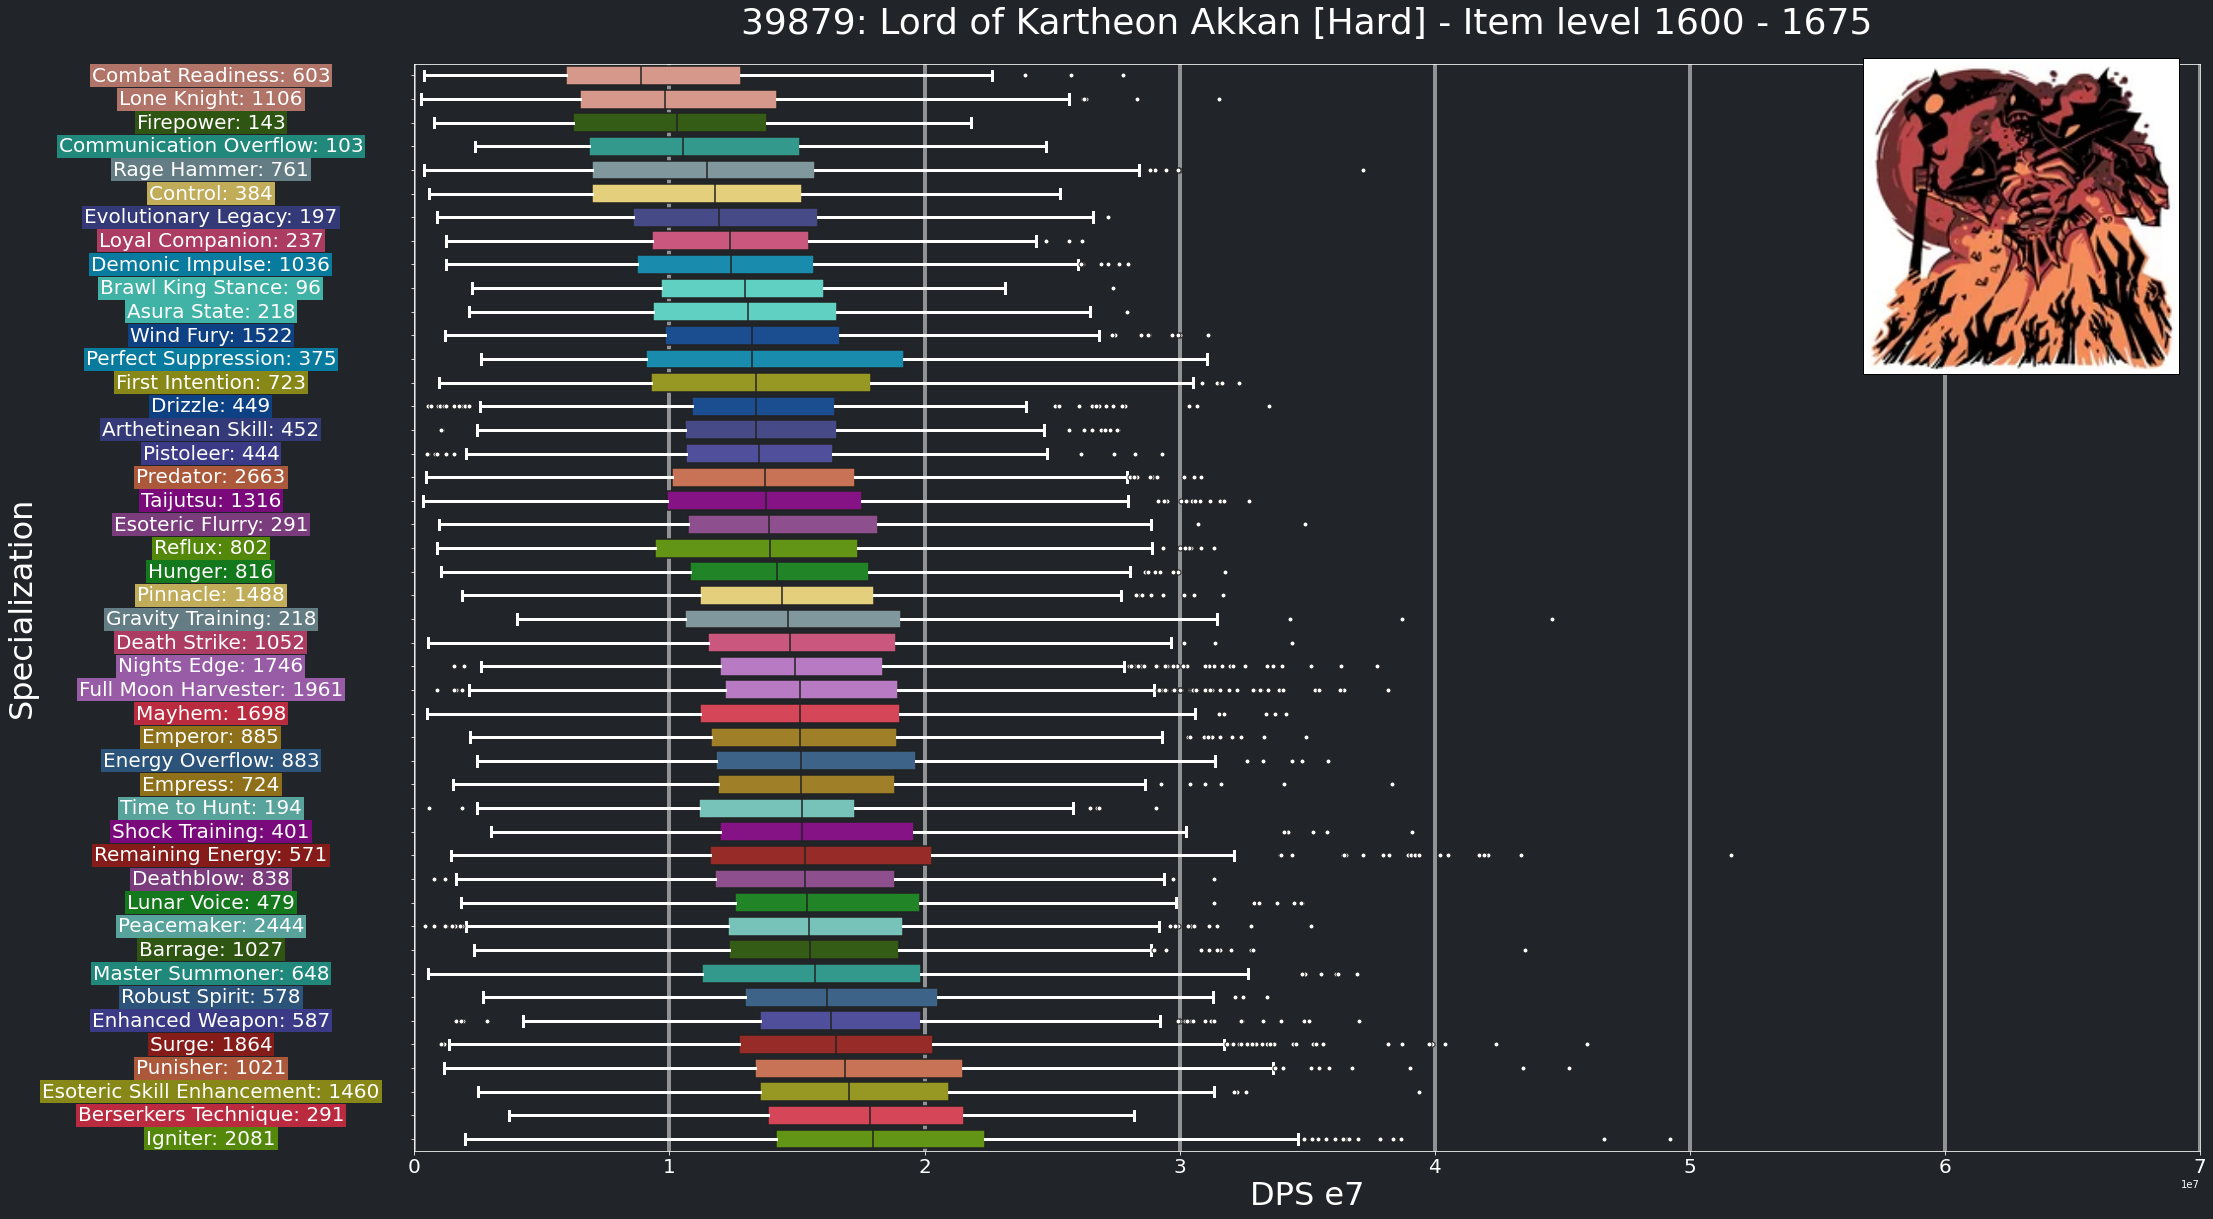 39879: Lord of Kartheon Akkan [Hard] - Item level 1600 - 1675
Combat Readiness: 603
Lone Knight: 1106
Firepower: 143
Communication Overflow: 103
Rage Hammer: 761
Control: 384
Evolutionary Legacy: 197
Loyal Companion: 237
Demonic Impulse: 1036
Brawl King Stance: 96
Asura State: 218
Wind Fury: 1522
Perfect Suppression: 375
First Intention: 723
Drizzle: 449
Arthetinean Skill: 452
Pistoleer: 444
Predator: 2663
Taijutsu: 1316
Esoteric Flurry: 291
Reflux: 802
Hunger: 816
Pinnacle: 1488
Gravity Training: 218
Death Strike: 1052
Nights Edge: 1746
Full Moon Harvester: 1961
Mayhem: 1698
Emperor: 885
Energy Overflow: 883
Empress: 724
Time to Hunt: 194
Shock Training: 401
Remaining Energy: 571
Deathblow: 838
Lunar Voice: 479
Peacemaker: 2444
Barrage: 1027
Master Summoner: 648
Robust Spirit: 578
Enhanced Weapon: 587
Surge: 1864
Punisher: 1021
Esoteric Skill Enhancement: 1460
Berserkers Technique: 291
Igniter: 2081
Specialization
0 1 2 3 4 5 6 7
1e7
DPS e7